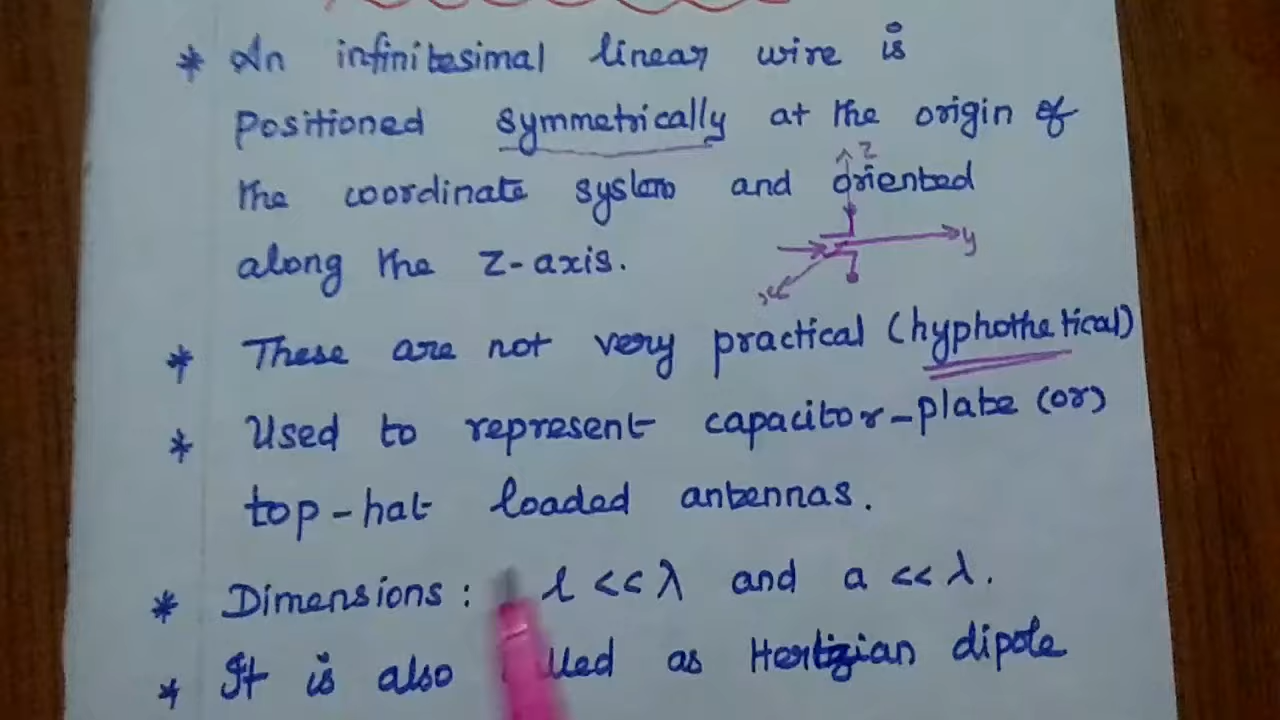 * An infinitesimal linear wire is
positioned symmetrically at the origin of
the coordinate system and oriented
along the z-axis.
z
y
x
* These are not very practical (hyphothetical)
* Used to represent capacitor-plate (or)
top-hat loaded antennas.
* Dimensions: l << λ and a << λ.
* It is also as Hertizian dipole